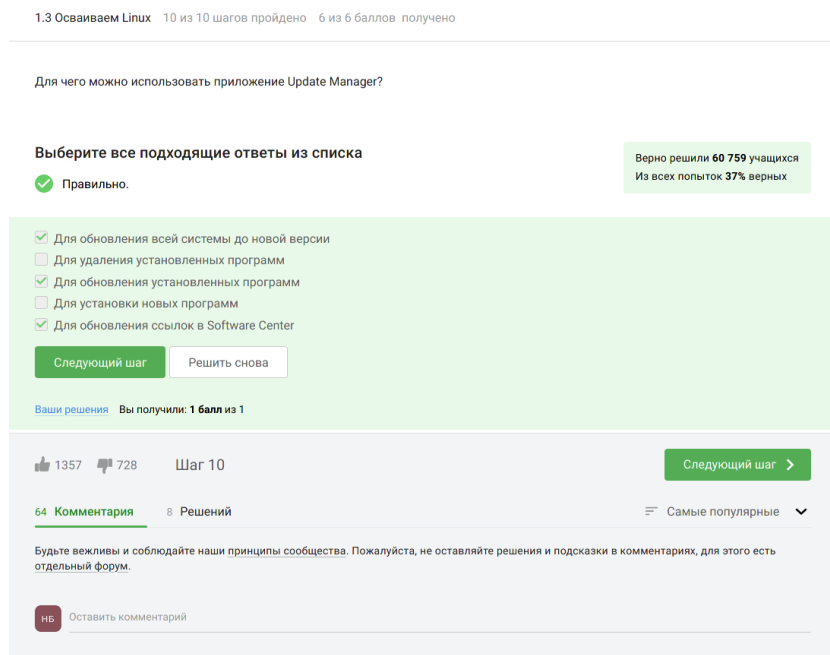 1.3 Осваиваем Linux 10 из 10 шагов пройдено 6 из 6 баллов получено
Для чего можно использовать приложение Update Manager?
Выберите все подходящие ответы из списка
Правильно.
Верно решили 60 759 учащихся
Из всех попыток 37% верных
Для обновления всей системы до новой версии
Для удаления установленных программ
Для обновления установленных программ
Для установки новых программ
Для обновления ссылок в Software Center
Следующий шаг Решить снова
Ваши решения Вы получили: 1 балл из 1
1357 728 Шаг 10 Следующий шаг
64 Комментария 8 Решений Самые популярные
Будьте вежливы и соблюдайте наши принципы сообщества. Пожалуйста, не оставляйте решения и подсказки в комментариях, для этого есть
отдельный форум.
НБ Оставить комментарий